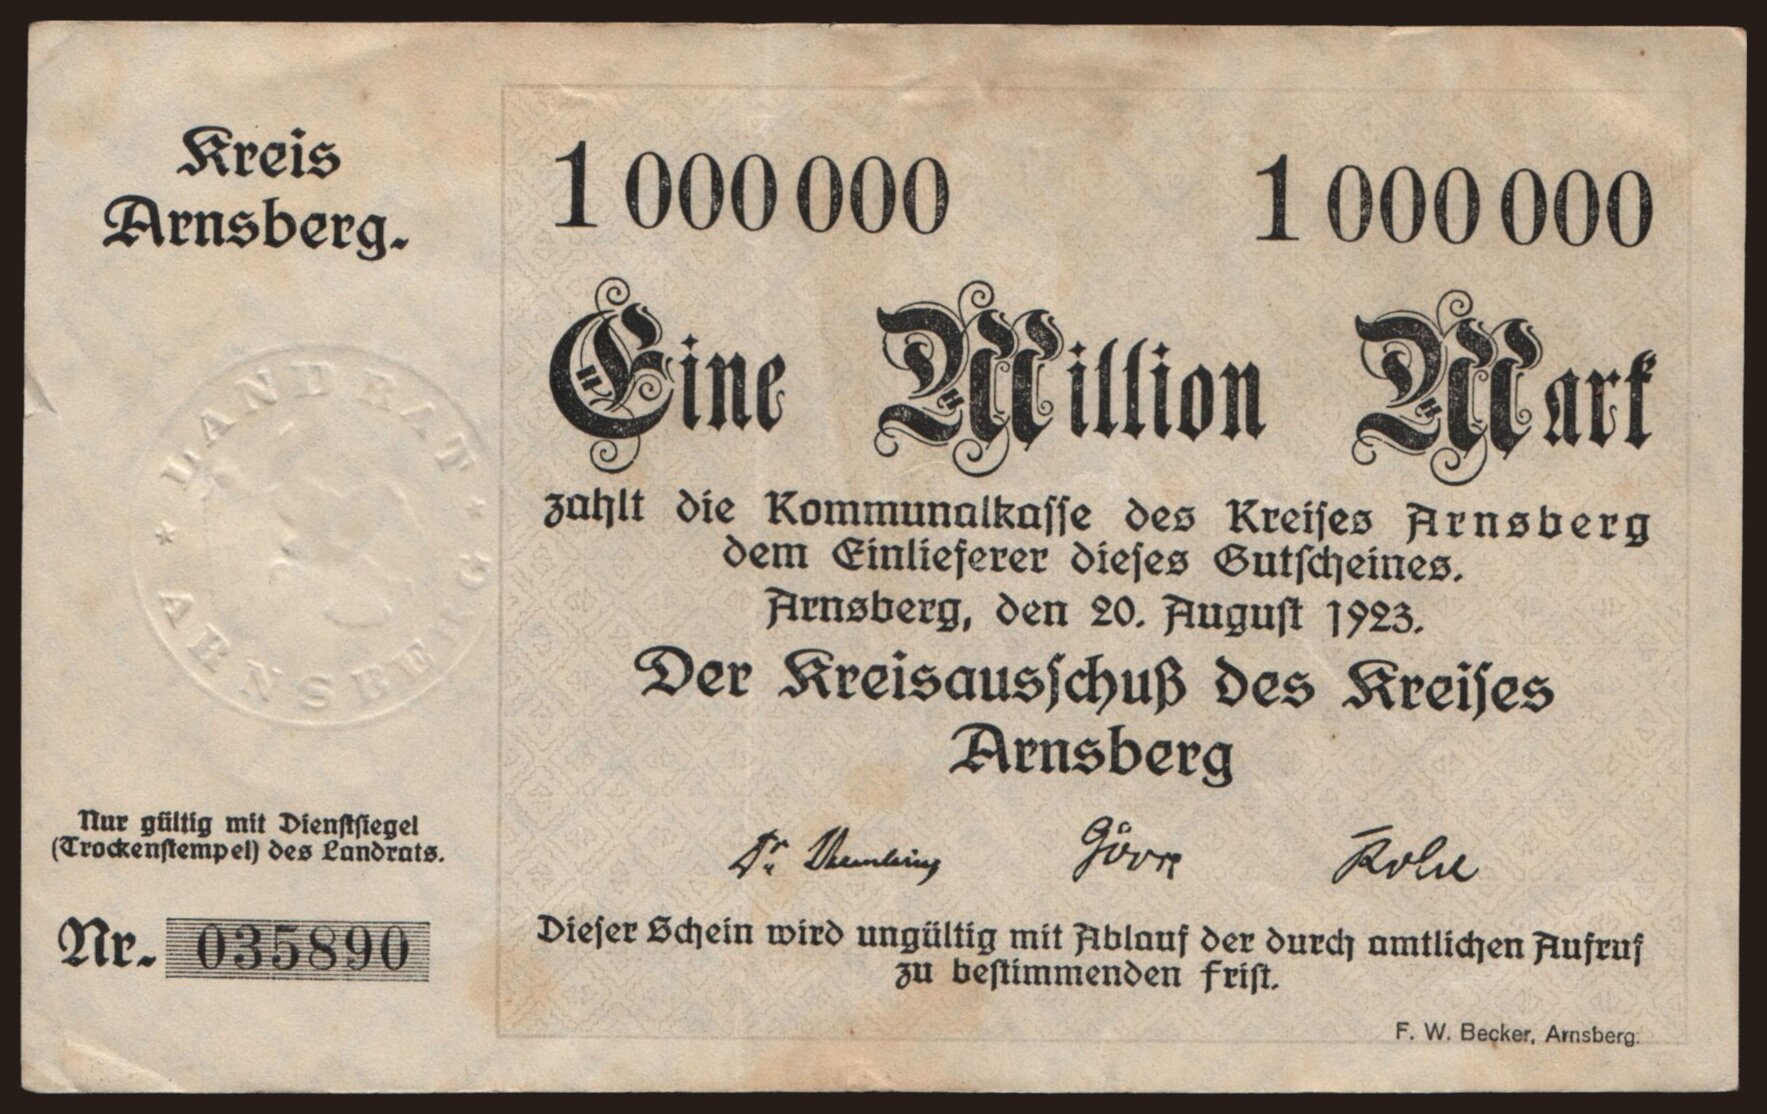 Kreis
Arnsberg.
LANDRAT
* ARNSBERG *
Nur gültig mit Dienstsiegel
(Trockenstempel) des Landrats.
Nr. 035890
1 000 000 1 000 000
Eine Million Mark
zahlt die Kommunalkasse des Kreises Arnsberg
dem Einlieferer dieses Gutscheines.
Arnsberg, den 20. August 1923.
Der Kreisausschuß des Kreises
Arnsberg
Dr.
Dieser Schein wird ungültig mit Ablauf der durch amtlichen Aufruf
zu bestimmenden Frist.
F. W. Becker, Arnsberg.